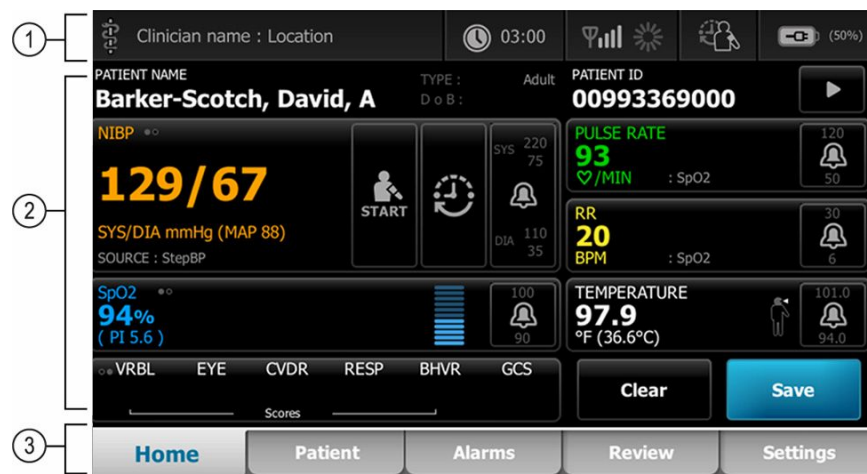 1
Clinician name : Location
03:00
(50%)
2
PATIENT NAME
Barker-Scotch, David, A
TYPE : Adult
D o B :
PATIENT ID
00993369000
NIBP
129/67
SYS/DIA mmHg (MAP 88)
SOURCE : StepBP
START
SYS 220
75
DIA 110
35
PULSE RATE
93
/MIN : SpO2
120
50
RR
20
BPM : SpO2
30
6
SpO2
94%
( PI 5.6 )
100
90
TEMPERATURE
97.9
°F (36.6°C)
101.0
94.0
VRBL EYE CVDR RESP BHVR GCS
Scores
Clear
Save
3
Home Patient Alarms Review Settings